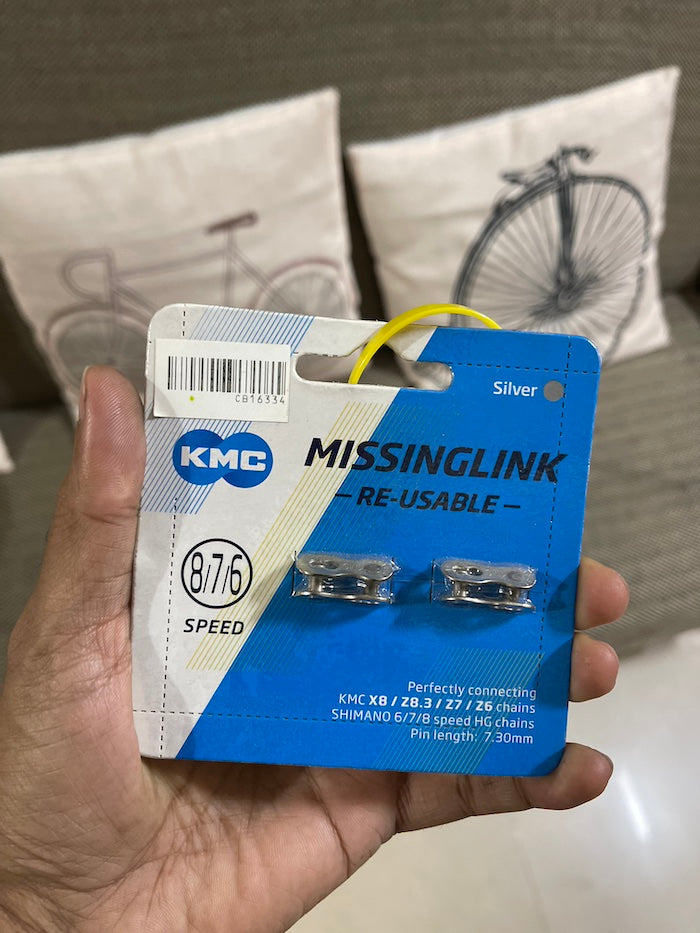 Silver
CB16334
KMC
MISSINGLINK
– RE-USABLE –
8/7/6
SPEED
Perfectly connecting
KMC X8 / Z8.3 / Z7 / Z6 chains
SHIMANO 6/7/8 speed HG chains
Pin length: 7.30mm